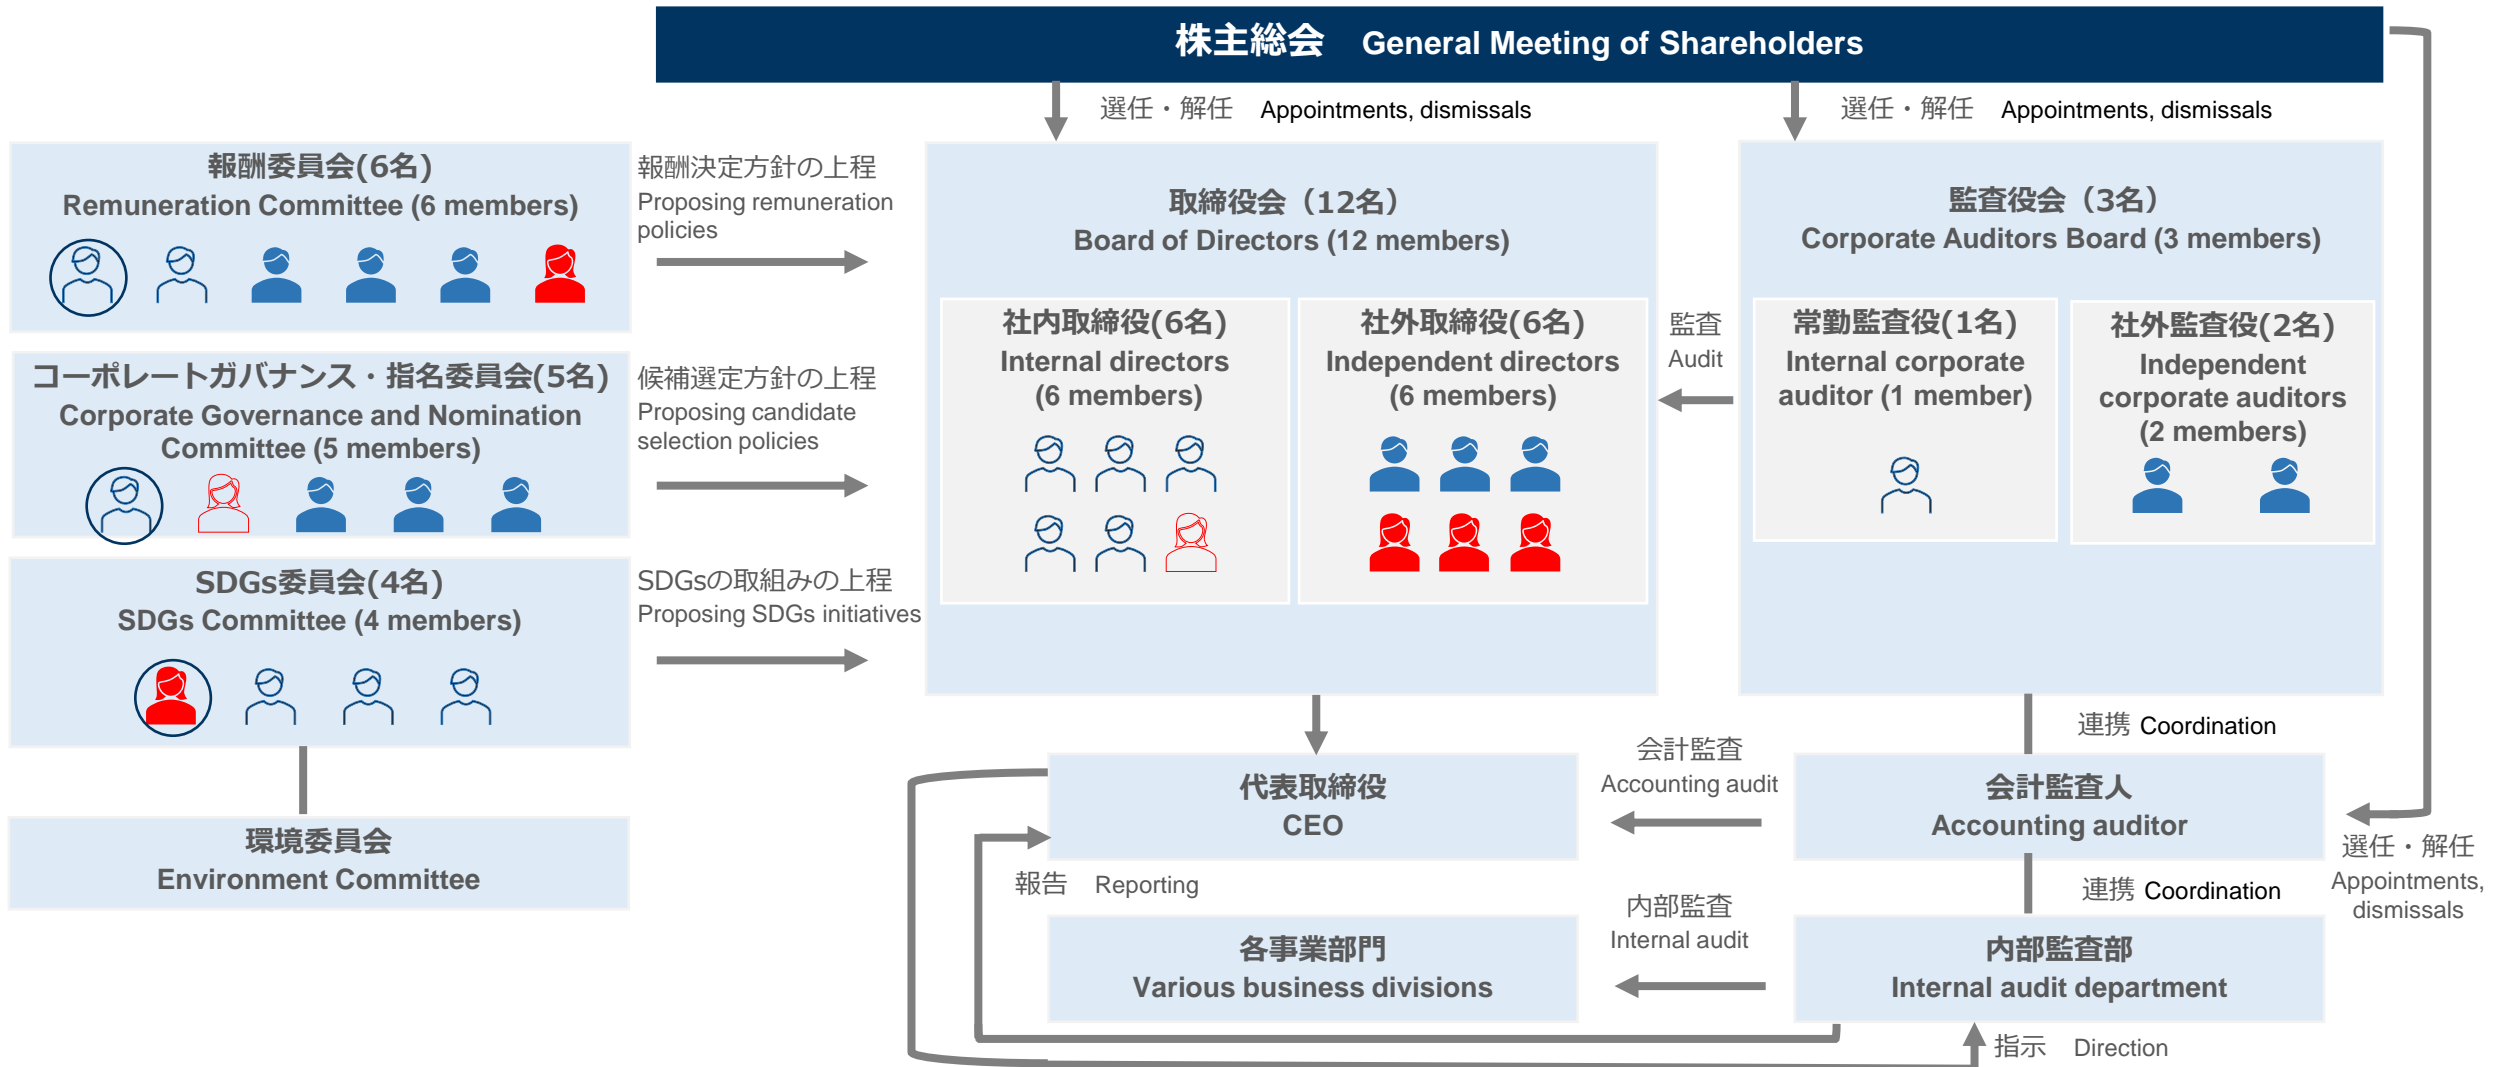 株主総会 General Meeting of Shareholders
選任・解任 Appointments, dismissals
選任・解任 Appointments, dismissals
報酬委員会(6名)
Remuneration Committee (6 members)
報酬決定方針の上程
Proposing remuneration
policies
コーポレートガバナンス・指名委員会(5名)
Corporate Governance and Nomination
Committee (5 members)
候補選定方針の上程
Proposing candidate
selection policies
SDGs委員会(4名)
SDGs Committee (4 members)
SDGsの取組みの上程
Proposing SDGs initiatives
環境委員会
Environment Committee
取締役会（12名）
Board of Directors (12 members)
社内取締役(6名)
Internal directors
(6 members)
社外取締役(6名)
Independent directors
(6 members)
監査
Audit
監査役会（3名）
Corporate Auditors Board (3 members)
常勤監査役(1名)
Internal corporate
auditor (1 member)
社外監査役(2名)
Independent
corporate auditors
(2 members)
連携 Coordination
代表取締役
CEO
会計監査
Accounting audit
会計監査人
Accounting auditor
選任・解任
Appointments,
dismissals
報告 Reporting
連携 Coordination
各事業部門
Various business divisions
内部監査
Internal audit
内部監査部
Internal audit department
指示 Direction